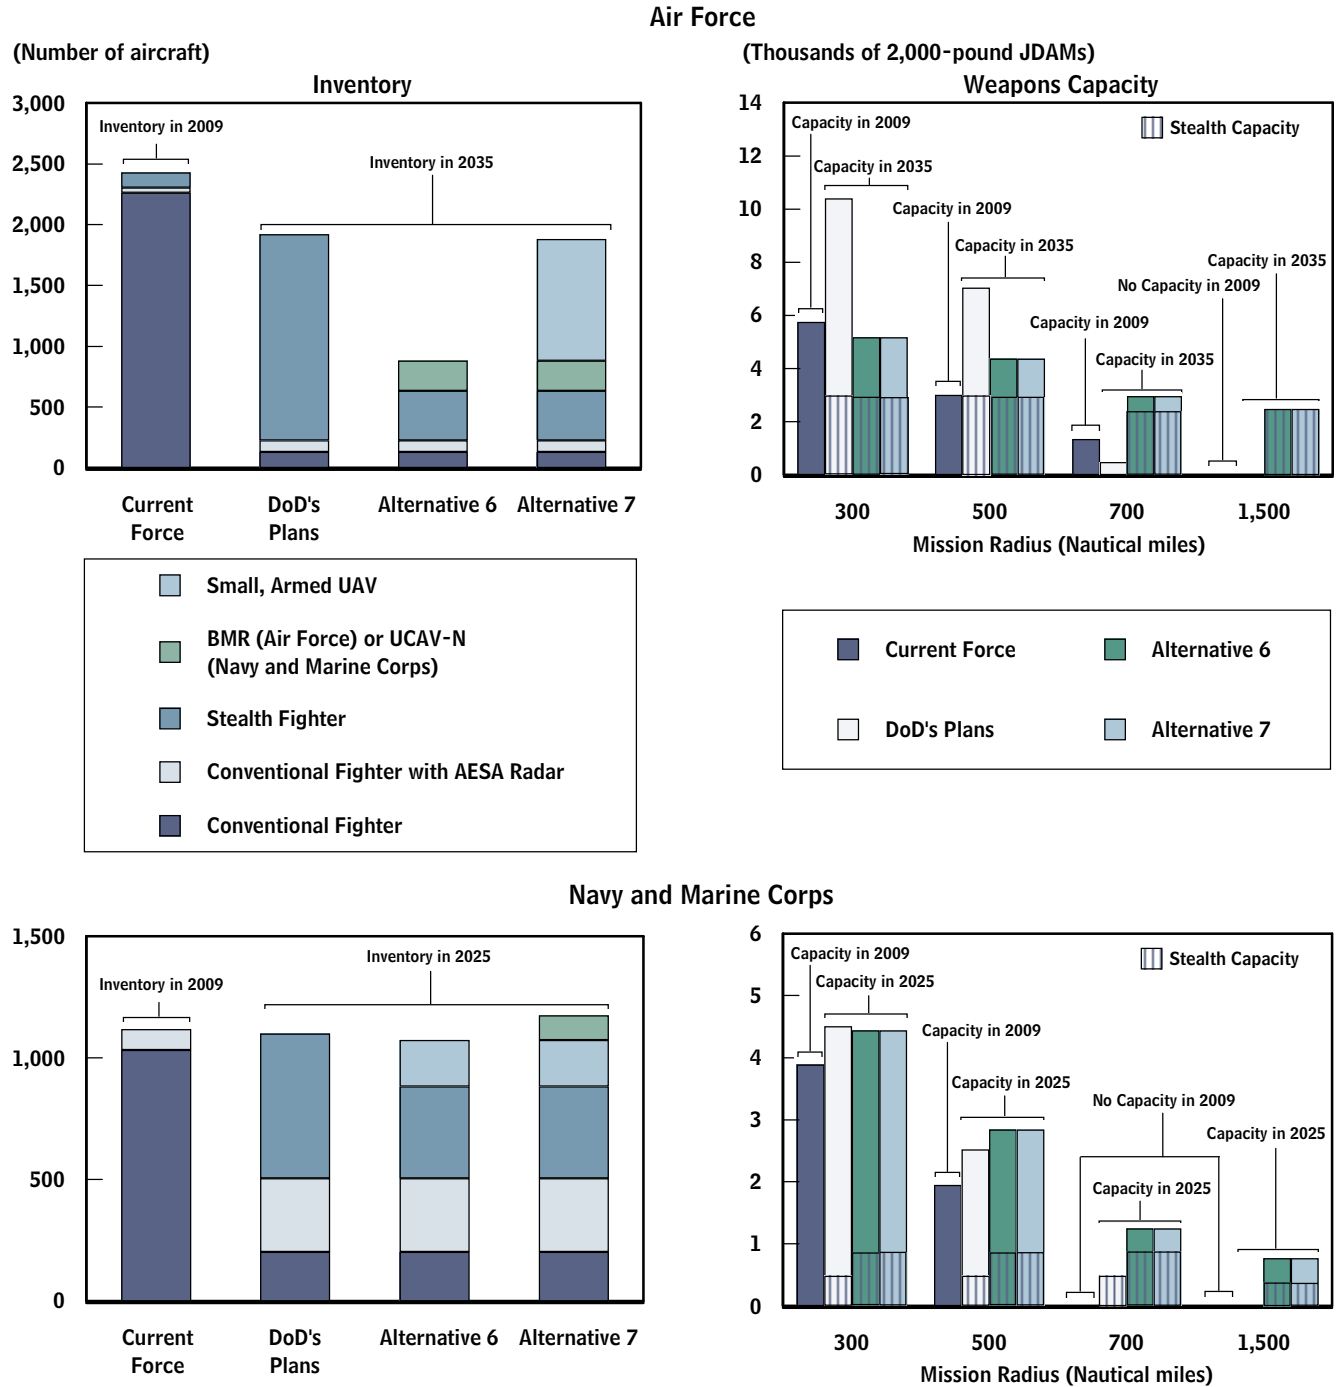 Air Force
(Number of aircraft)
Inventory
3,000
2,500
2,000
1,500
1,000
500
0
Inventory in 2009
Inventory in 2035
Current
Force
DoD's
Plans
Alternative 6
Alternative 7
Small, Armed UAV
BMR (Air Force) or UCAV-N
(Navy and Marine Corps)
Stealth Fighter
Conventional Fighter with AESA Radar
Conventional Fighter
(Thousands of 2,000-pound JDAMs)
Weapons Capacity
14
12
10
8
6
4
2
0
Stealth Capacity
Capacity in 2009
Capacity in 2035
Capacity in 2009
Capacity in 2035
Capacity in 2009
Capacity in 2035
No Capacity in 2009
Capacity in 2035
300
500
700
1,500
Mission Radius (Nautical miles)
Current Force
Alternative 6
DoD's Plans
Alternative 7
Navy and Marine Corps
1,500
1,000
500
0
Inventory in 2009
Inventory in 2025
Current
Force
DoD's
Plans
Alternative 6
Alternative 7
6
5
4
3
2
1
0
Stealth Capacity
Capacity in 2009
Capacity in 2025
Capacity in 2009
Capacity in 2025
No Capacity in 2009
Capacity in 2025
Capacity in 2025
300
500
700
1,500
Mission Radius (Nautical miles)